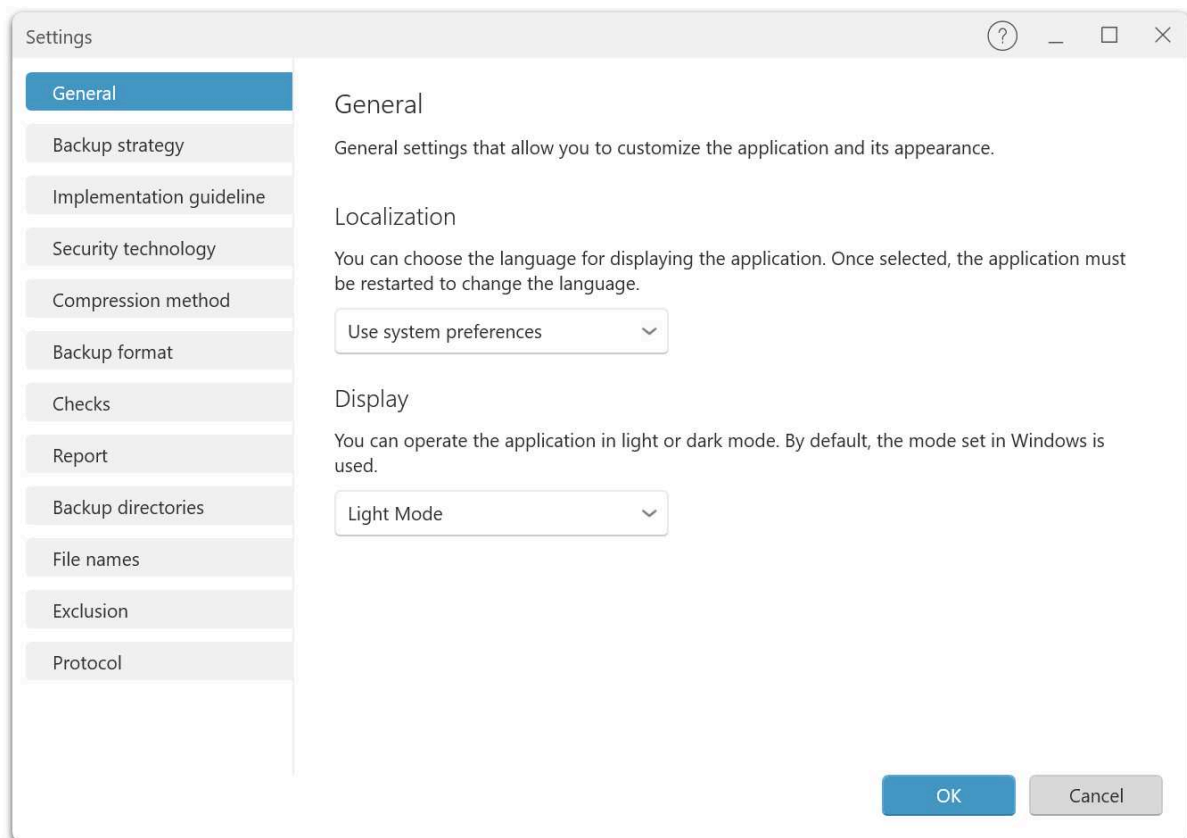 Settings
?
General
Backup strategy
Implementation guideline
Security technology
Compression method
Backup format
Checks
Report
Backup directories
File names
Exclusion
Protocol
General
General settings that allow you to customize the application and its appearance.
Localization
You can choose the language for displaying the application. Once selected, the application must
be restarted to change the language.
Use system preferences
Display
You can operate the application in light or dark mode. By default, the mode set in Windows is
used.
Light Mode
OK
Cancel